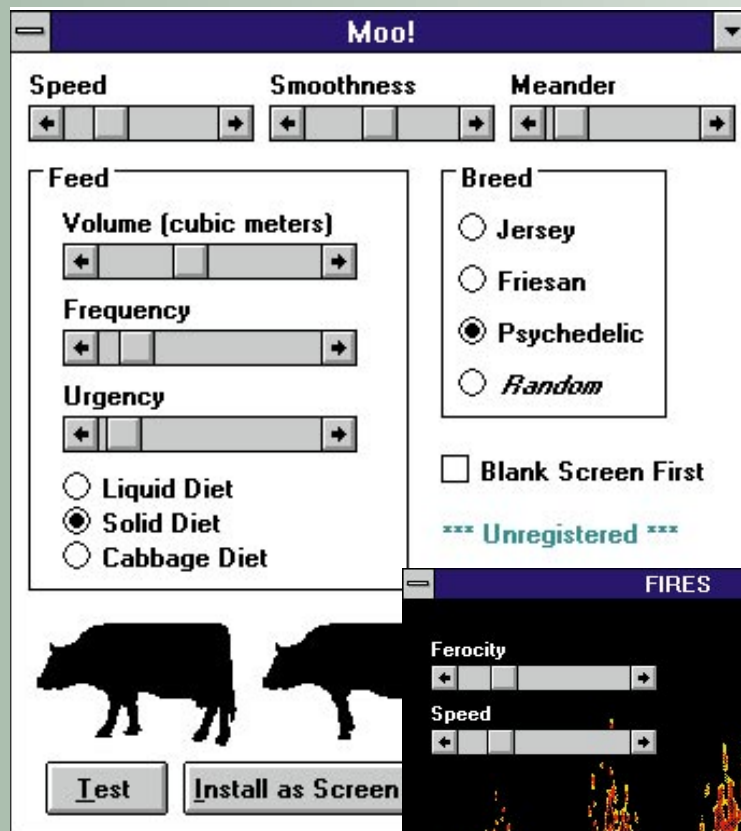 Moo!
Speed Smoothness Meander
Feed
Volume (cubic meters)
Frequency
Urgency
Liquid Diet
Solid Diet
Cabbage Diet
Breed
Jersey
Friesan
Psychedelic
Random
Blank Screen First
*** Unregistered ***
Test Install as Screen
FIRES
Ferocity
Speed